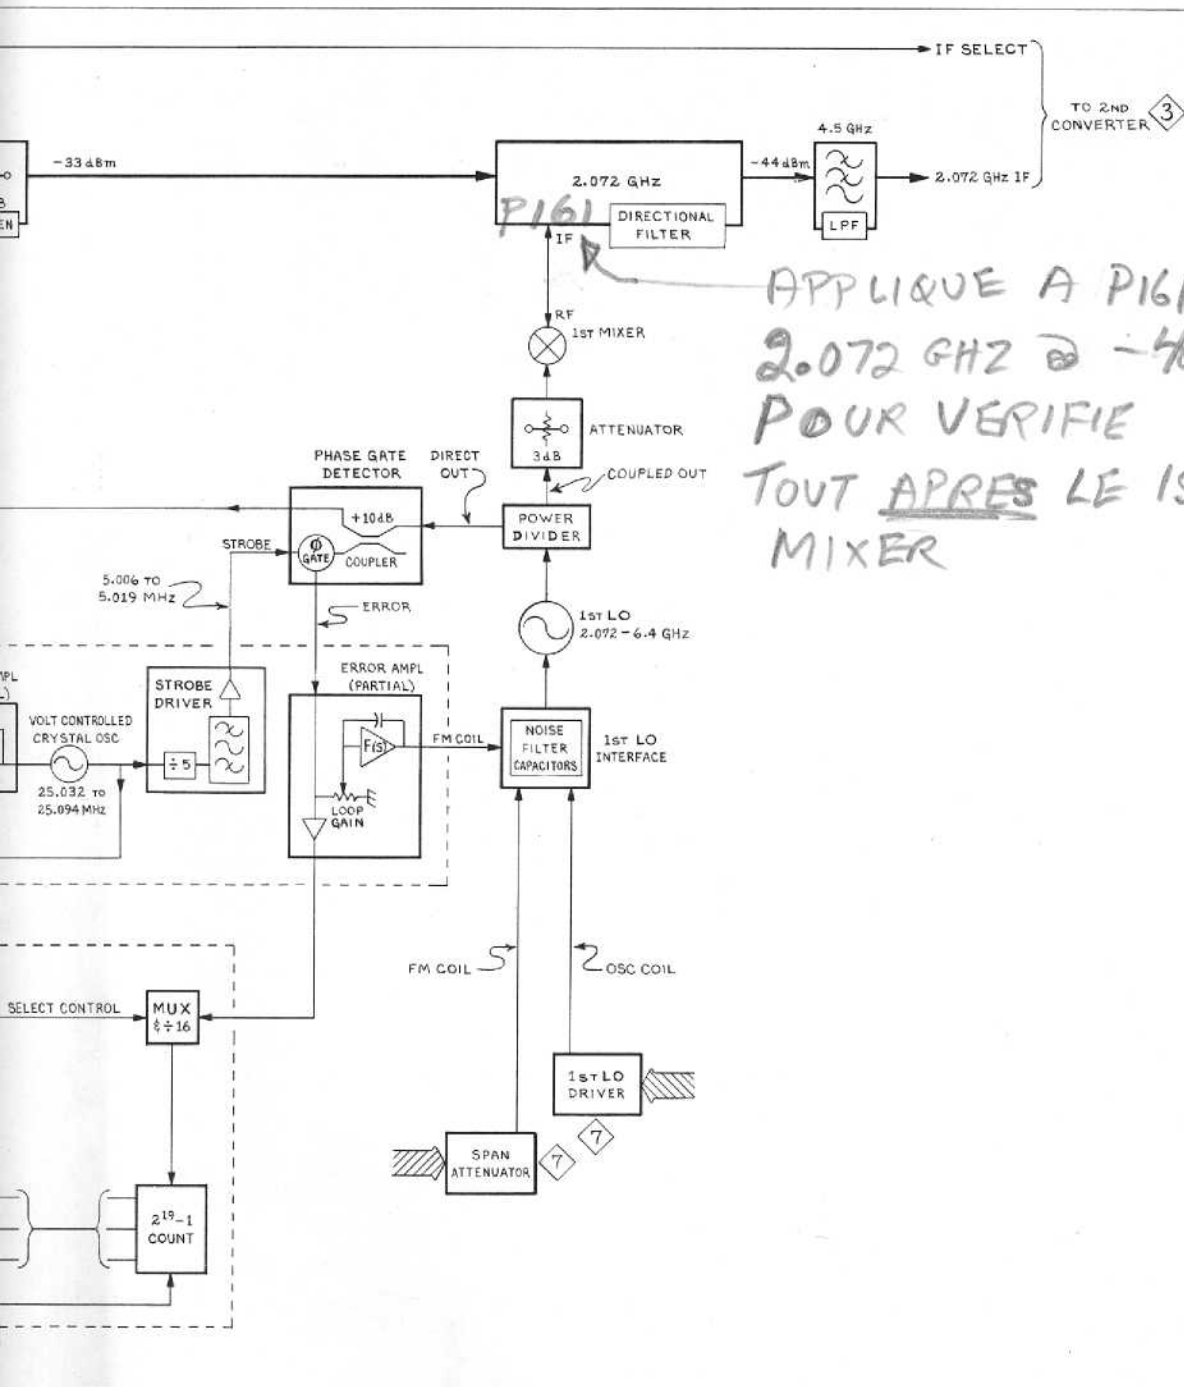 IF SELECT
TO 2ND
CONVERTER 3
4.5 GHz
-33 dBm
-44 dBm
2.072 GHz
2.072 GHz IF
EN
P161
DIRECTIONAL
FILTER
LPF
IF
APPLIQUE A P161
2.072 GHZ @
POUR VERIFIE
TOUT APRES LE
MIXER
RF
1ST MIXER
ATTENUATOR
3dB
COUPLED OUT
PHASE GATE
DETECTOR
DIRECT
OUT
+10dB
POWER
DIVIDER
STROBE
Φ
GATE
COUPLER
5.006 TO
5.019 MHz
ERROR
1ST LO
2.072-6.4 GHz
ERROR AMPL
(PARTIAL)
STROBE
DRIVER
VOLT CONTROLLED
CRYSTAL OSC
÷5
25.032 TO
25.094 MHz
F(s)
FM COIL
LOOP
GAIN
NOISE
FILTER
CAPACITORS
1ST LO
INTERFACE
FM COIL
OSC COIL
SELECT CONTROL
MUX
&÷16
1ST LO
DRIVER
7
SPAN
ATTENUATOR
7
2¹⁹-1
COUNT